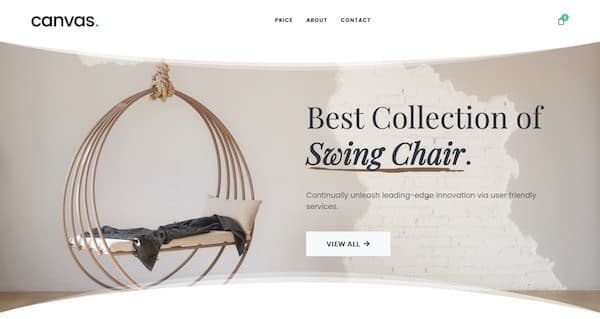 canvas.
PRICE ABOUT CONTACT
Best Collection of
Swing Chair.
Continually unleash leading-edge innovation via user friendly
services.
VIEW ALL →